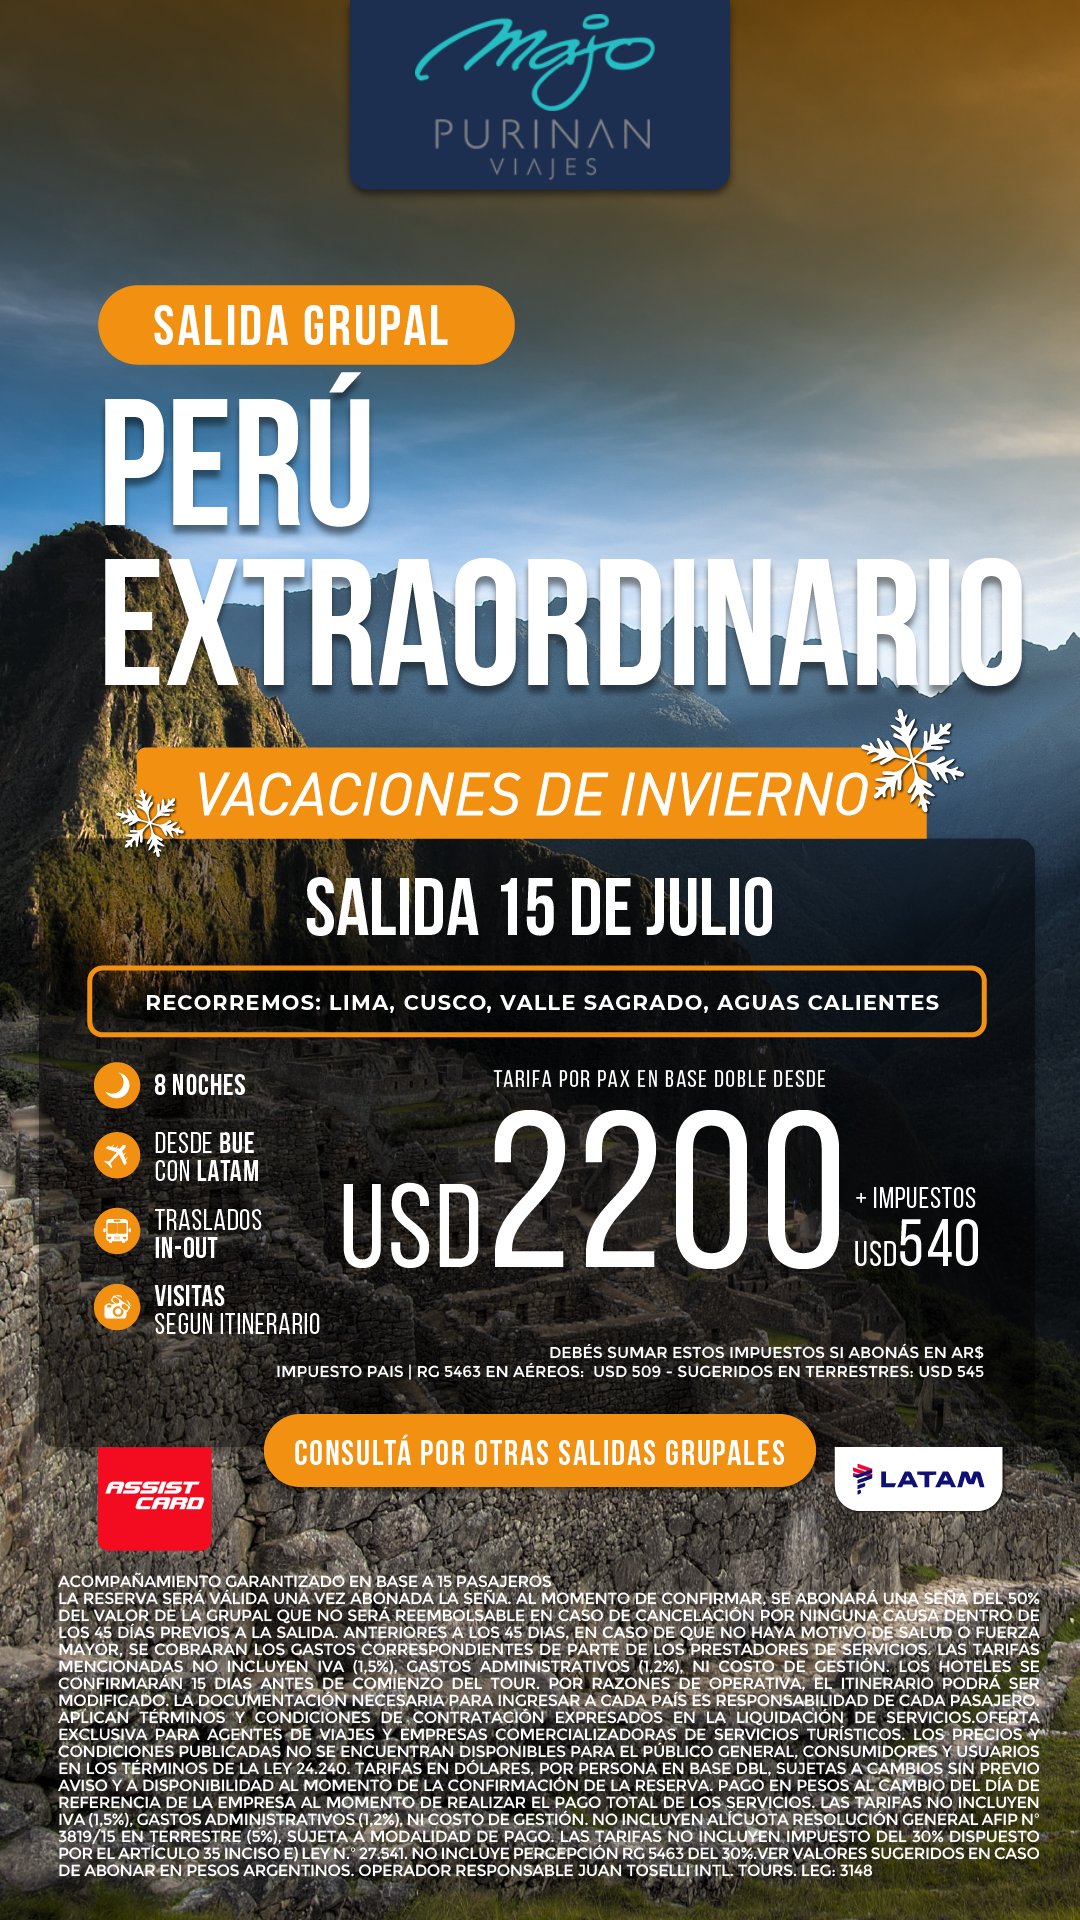 Majo
PURINAN
VIAJES
SALIDA GRUPAL
PERÚ
EXTRAORDINARIO
VACACIONES DE INVIERNO
SALIDA 15 DE JULIO
RECORREMOS: LIMA, CUSCO, VALLE SAGRADO, AGUAS CALIENTES
8 NOCHES
DESDE BUE
CON LATAM
TRASLADOS
IN-OUT
VISITAS
SEGUN ITINERARIO
TARIFA POR PAX EN BASE DOBLE DESDE
USD 2200
+ IMPUESTOS
USD 540
DEBÉS SUMAR ESTOS IMPUESTOS SI ABONÁS EN AR$
IMPUESTO PAIS | RG 5463 EN AÉREOS: USD 509 - SUGERIDOS EN TERRESTRES: USD 545
CONSULTÁ POR OTRAS SALIDAS GRUPALES
ASSIST
CARD
LATAM
ACOMPAÑAMIENTO GARANTIZADO EN BASE A 15 PASAJEROS
LA RESERVA SERÁ VÁLIDA UNA VEZ ABONADA LA SEÑA. AL MOMENTO DE CONFIRMAR, SE ABONARÁ UNA SEÑA DEL 50%
DEL VALOR DE LA GRUPAL QUE NO SERÁ REEMBOLSABLE EN CASO DE CANCELACIÓN POR NINGUNA CAUSA DENTRO DE
LOS 45 DÍAS PREVIOS A LA SALIDA. ANTERIORES A LOS 45 DIAS, EN CASO DE QUE NO HAYA MOTIVO DE SALUD O FUERZA
MAYOR, SE COBRARAN LOS GASTOS CORRESPONDIENTES DE PARTE DE LOS PRESTADORES DE SERVICIOS. LAS TARIFAS
MENCIONADAS NO INCLUYEN IVA (1,5%), GASTOS ADMINISTRATIVOS (1,2%), NI COSTO DE GESTIÓN. LOS HOTELES SE
CONFIRMARÁN 15 DIAS ANTES DE COMIENZO DEL TOUR. POR RAZONES DE OPERATIVA, EL ITINERARIO PODRÁ SER
MODIFICADO. LA DOCUMENTACIÓN NECESARIA PARA INGRESAR A CADA PAÍS ES RESPONSABILIDAD DE CADA PASAJERO.
APLICAN TÉRMINOS Y CONDICIONES DE CONTRATACIÓN EXPRESADOS EN LA LIQUIDACIÓN DE SERVICIOS.OFERTA
EXCLUSIVA PARA AGENTES DE VIAJES Y EMPRESAS COMERCIALIZADORAS DE SERVICIOS TURÍSTICOS. LOS PRECIOS Y
CONDICIONES PUBLICADAS NO SE ENCUENTRAN DISPONIBLES PARA EL PÚBLICO GENERAL, CONSUMIDORES Y USUARIOS
EN LOS TÉRMINOS DE LA LEY 24.240. TARIFAS EN DÓLARES, POR PERSONA EN BASE DBL, SUJETAS A CAMBIOS SIN PREVIO
AVISO Y A DISPONIBILIDAD AL MOMENTO DE LA CONFIRMACIÓN DE LA RESERVA. PAGO EN PESOS AL CAMBIO DEL DÍA DE
REFERENCIA DE LA EMPRESA AL MOMENTO DE REALIZAR EL PAGO TOTAL DE LOS SERVICIOS. LAS TARIFAS NO INCLUYEN
IVA (1,5%), GASTOS ADMINISTRATIVOS (1,2%), NI COSTO DE GESTIÓN. NO INCLUYEN ALÍCUOTA RESOLUCIÓN GENERAL AFIP N°
3819/15 EN TERRESTRE (5%), SUJETA A MODALIDAD DE PAGO. LAS TARIFAS NO INCLUYEN IMPUESTO DEL 30% DISPUESTO
POR EL ARTÍCULO 35 INCISO E) LEY N.° 27.541. NO INCLUYE PERCEPCIÓN RG 5463 DEL 30%.VER VALORES SUGERIDOS EN CASO
DE ABONAR EN PESOS ARGENTINOS. OPERADOR RESPONSABLE JUAN TOSELLI INTL. TOURS. LEG: 3148